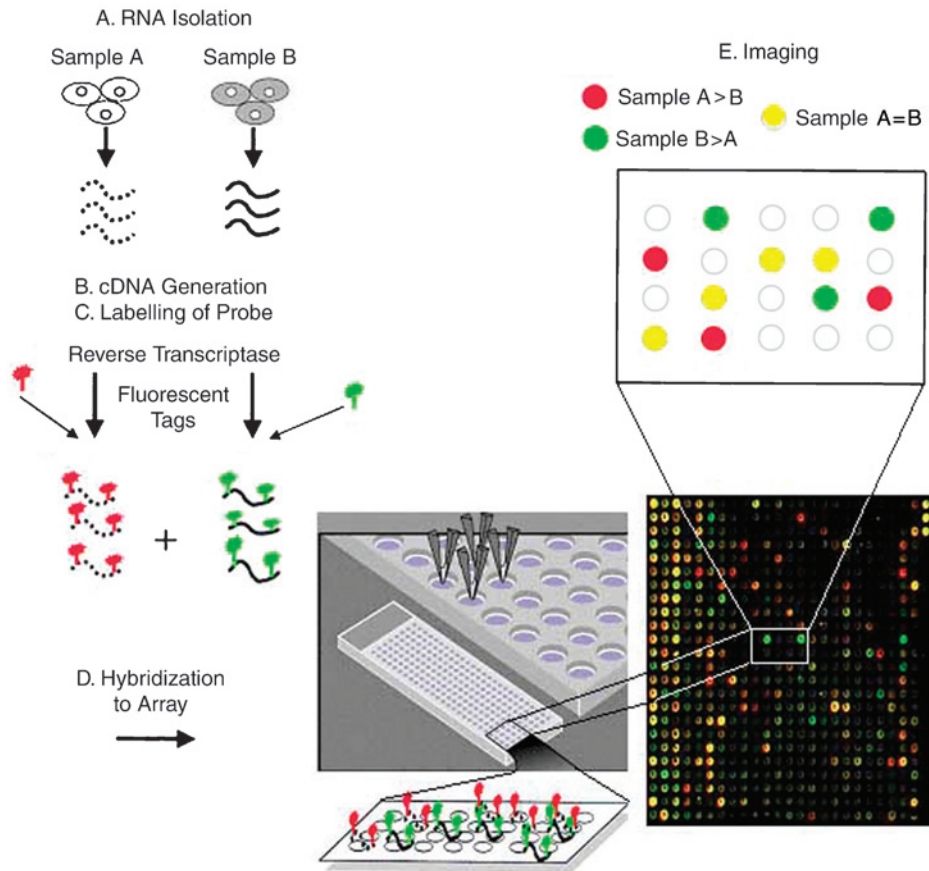 A. RNA Isolation
Sample A
Sample B
B. cDNA Generation
C. Labelling of Probe
Reverse Transcriptase
Fluorescent
Tags
+
D. Hybridization
to Array
E. Imaging
Sample A>B
Sample A=B
Sample B>A